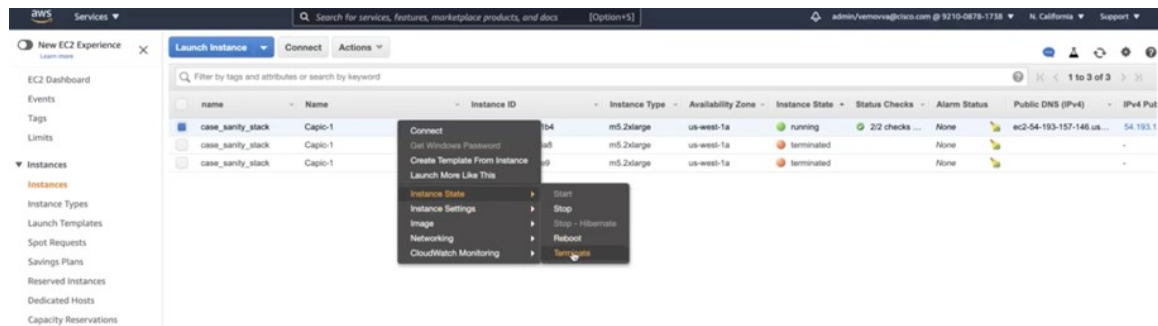 aws Services Search for services, features, marketplace products, and docs [Option+S] admin/vemovva@cisco.com @ 9210-0878-1738 N. California Support
New EC2 Experience
Learn more
Launch Instance Connect Actions
EC2 Dashboard
Events
Tags
Limits
Instances
Instances
Instance Types
Launch Templates
Spot Requests
Savings Plans
Reserved Instances
Dedicated Hosts
Capacity Reservations
Filter by tags and attributes or search by keyword 1 to 3 of 3
name Name Instance ID Instance Type Availability Zone Instance State Status Checks Alarm Status Public DNS (IPv4) IPv4 Pub
case_sanity_stack Capic-1 1b4 m5.2xlarge us-west-1a running 2/2 checks ... None ec2-54-193-157-146.us... 54.193.1
case_sanity_stack Capic-1 m5.2xlarge us-west-1a terminated None -
case_sanity_stack Capic-1 m5.2xlarge us-west-1a terminated None -
Connect
Get Windows Password
Create Template From Instance
Launch More Like This
Instance State
Instance Settings
Image
Networking
CloudWatch Monitoring
Start
Stop
Stop - Hibernate
Reboot
Terminate